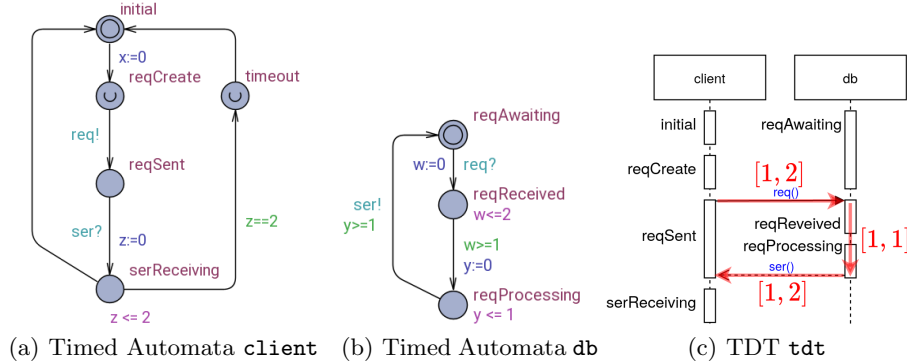 initial
x:=0
reqCreate
timeout
req!
reqSent
ser?
z:=0
z==2
serReceiving
z <= 2
(a) Timed Automata client
reqAwaiting
w:=0
req?
reqReceived
w<=2
ser!
y>=1
w>=1
y:=0
reqProcessing
y <= 1
(b) Timed Automata db
client
db
initial
reqAwaiting
reqCreate
[1, 2]
req()
reqReveived
reqSent
reqProcessing
[1, 1]
ser()
[1, 2]
serReceiving
(c) TDT tdt